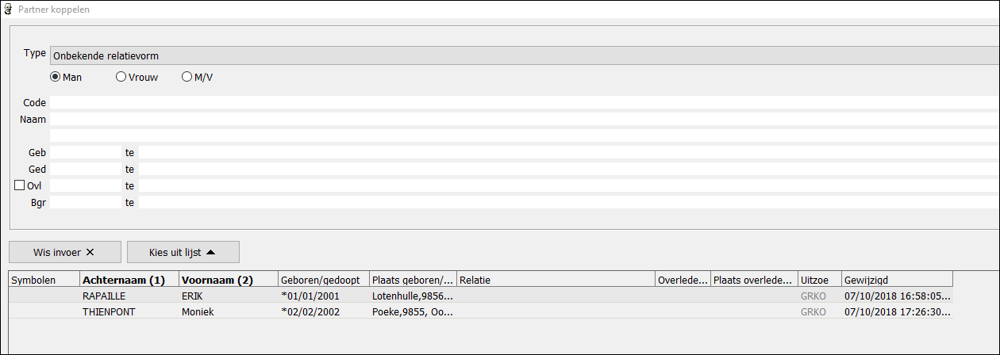 Partner koppelen
Type Onbekende relatievorm
Man Vrouw M/V
Code
Naam
Geb te
Ged te
Ovl te
Bgr te
Wis invoer Kies uit lijst
Symbolen Achternaam (1) Voornaam (2) Geboren/gedoopt Plaats geboren/... Relatie Overlede... Plaats overlede... Uitzoe Gewijzigd
RAPAILLE ERIK *01/01/2001 Lotenhulle,9856... GRKO 07/10/2018 16:58:05...
THIENPONT Moniek *02/02/2002 Poeke,9855, Oo... GRKO 07/10/2018 17:26:30...